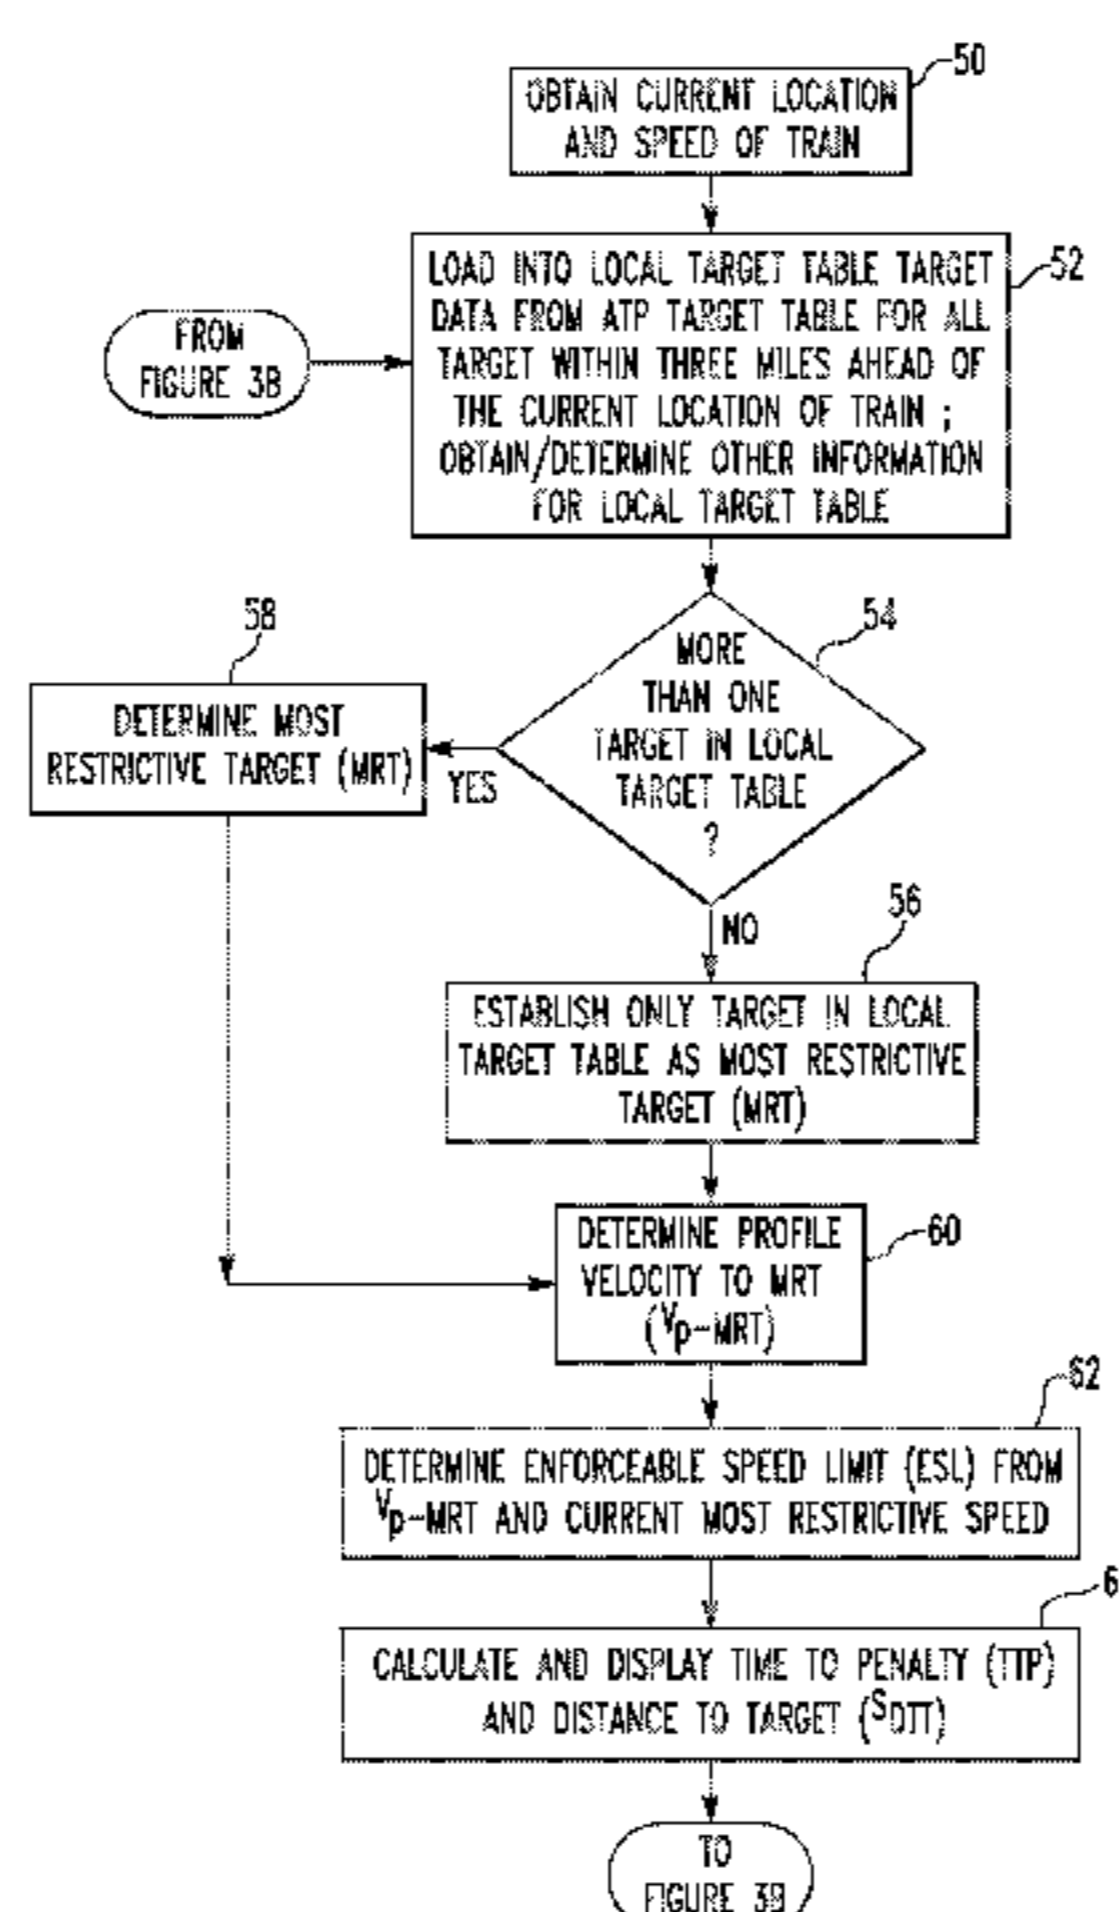 50
OBTAIN CURRENT LOCATION
AND SPEED OF TRAIN
52
LOAD INTO LOCAL TARGET TABLE TARGET
DATA FROM ATP TARGET TABLE FOR ALL
TARGET WITHIN THREE MILES AHEAD OF
THE CURRENT LOCATION OF TRAIN ;
OBTAIN/DETERMINE OTHER INFORMATION
FOR LOCAL TARGET TABLE
FROM
FIGURE 3B
54
MORE
THAN ONE
TARGET IN LOCAL
TARGET TABLE
?
58
DETERMINE MOST
RESTRICTIVE TARGET (MRT)
YES
NO
56
ESTABLISH ONLY TARGET IN LOCAL
TARGET TABLE AS MOST RESTRICTIVE
TARGET (MRT)
60
DETERMINE PROFILE
VELOCITY TO MRT
(Vp-MRT)
62
DETERMINE ENFORCEABLE SPEED LIMIT (ESL) FROM
Vp-MRT AND CURRENT MOST RESTRICTIVE SPEED
6
CALCULATE AND DISPLAY TIME TO PENALTY (TTP)
AND DISTANCE TO TARGET (SDTT)
TO
FIGURE 3B